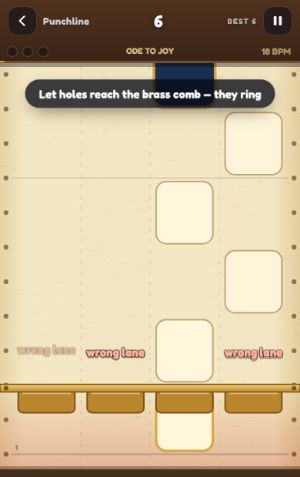 Punchline
6
BEST 6
ODE TO JOY
18 BPM
Let holes reach the brass comb – they ring
wrong lane
wrong lane
wrong lane
1